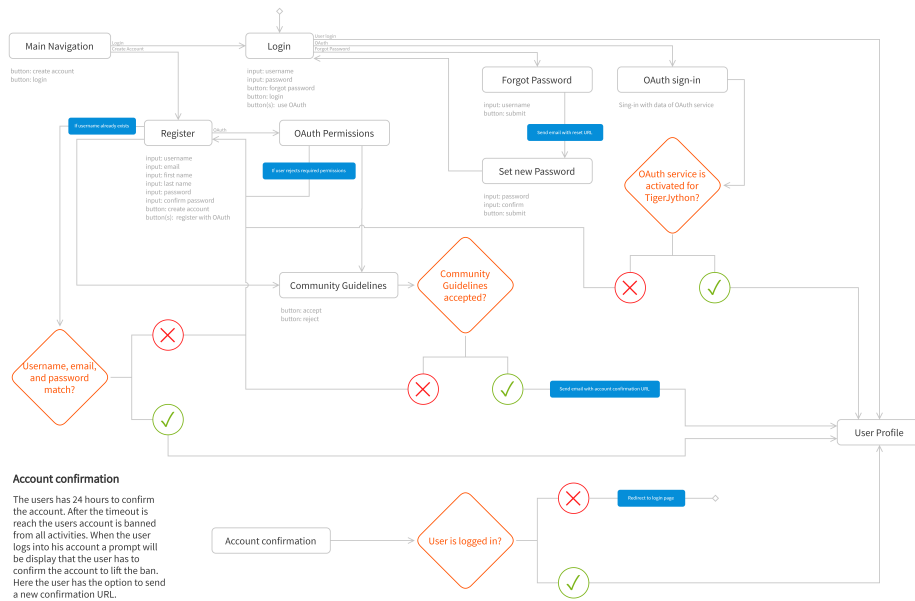 User login
Main Navigation
Login
Create Account
Login
OAuth
Forgot Password
button: create account
button: login
input: username
input: password
button: forgot password
button: login
button(s): use OAuth
Forgot Password
input: username
button: submit
OAuth sign-in
Sing-in with data of OAuth service
If username already exists
Register
OAuth
OAuth Permissions
Send email with reset URL
input: username
input: email
input: first name
input: last name
input: password
input: confirm password
button: create account
button(s): register with OAuth
If user rejects required permissions
Set new Password
input: password
input: confirm
button: submit
OAuth service is
activated for
TigerJython?
Community Guidelines
button: accept
button: reject
Community
Guidelines
accepted?
Username, email,
and password
match?
Send email with account confirmation URL
User Profile
Account confirmation
The users has 24 hours to confirm
the account. After the timeout is
reach the users account is banned
from all activities. When the user
logs into his account a prompt will
be display that the user has to
confirm the account to lift the ban.
Here the user has the option to send
a new confirmation URL.
Account confirmation
User is logged in?
Redirect to login page